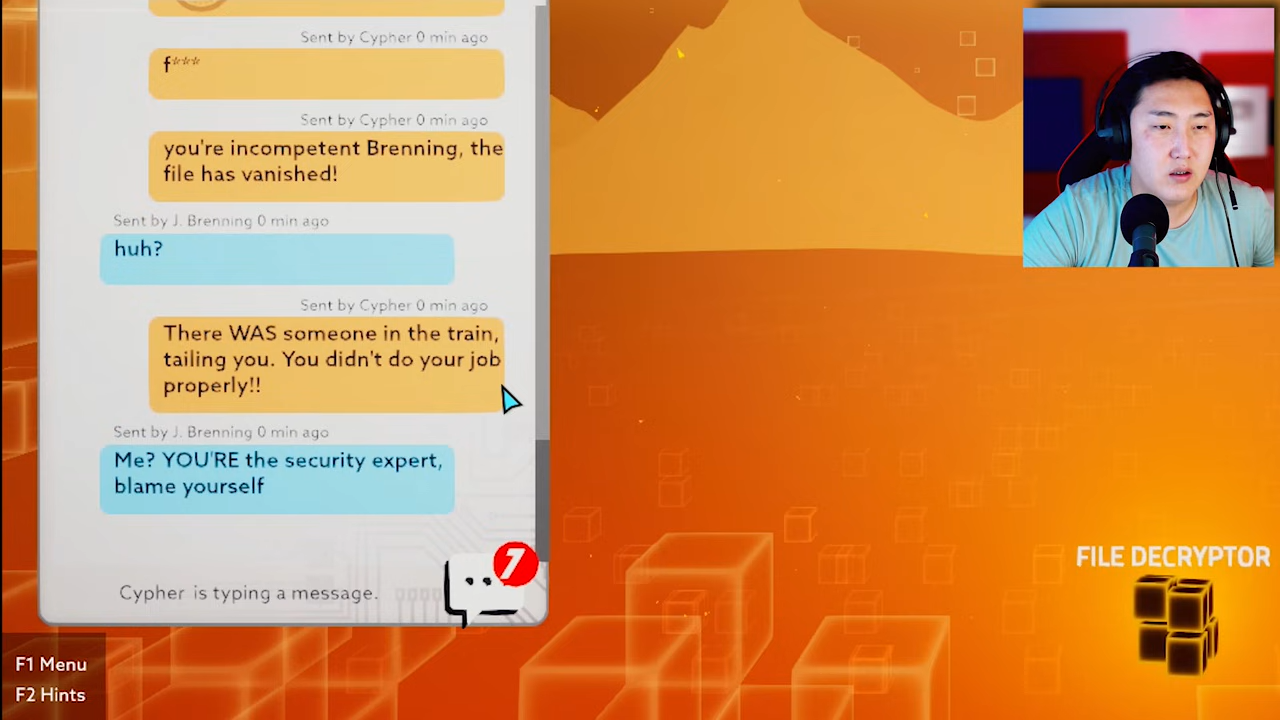 Sent by Cypher 0 min ago
f***
Sent by Cypher 0 min ago
you're incompetent Brenning, the
file has vanished!
Sent by J. Brenning 0 min ago
huh?
Sent by Cypher 0 min ago
There WAS someone in the train,
tailing you. You didn't do your job
properly!!
Sent by J. Brenning 0 min ago
Me? YOU'RE the security expert,
blame yourself
7
Cypher is typing a message.
FILE DECRYPTOR
F1 Menu
F2 Hints